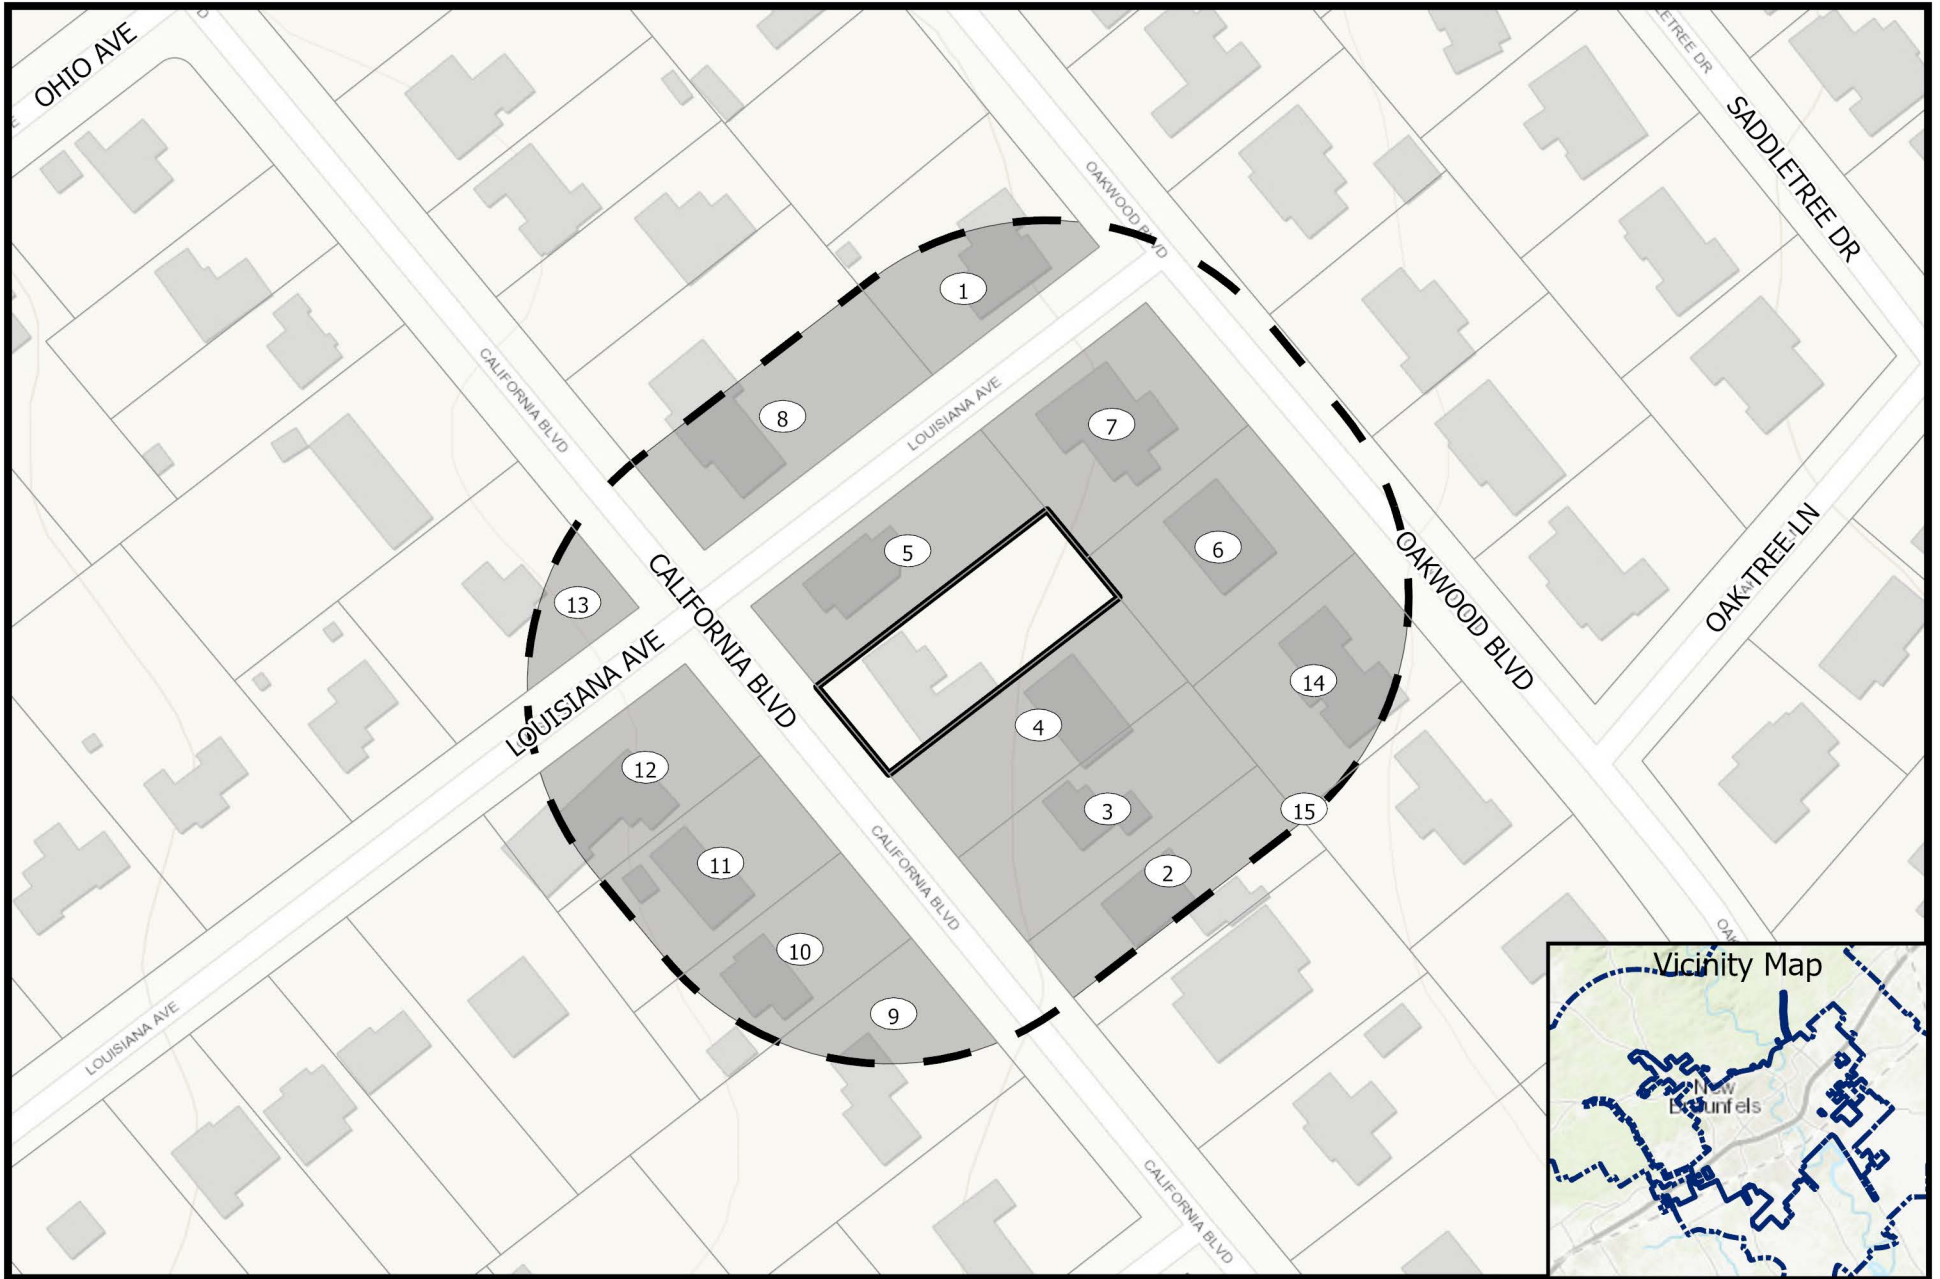 OHIO AVE
SADDLETREE DR
OAKWOOD BLVD
1
CALIFORNIA BLVD
8
LOUISIANA AVE
7
5
6
13
CALIFORNIA BLVD
OAKWOOD BLVD
OAK TREE LN
LOUISIANA AVE
14
4
12
15
3
11
2
CALIFORNIA BLVD
10
9
LOUISIANA AVE
CALIFORNIA BLVD
Vicinity Map
New
Braunfels